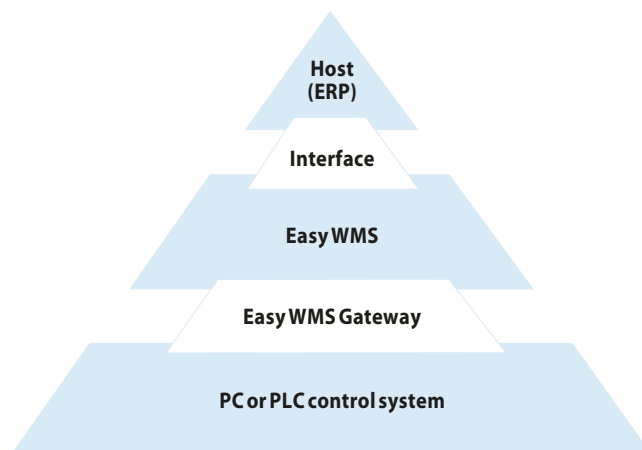 Host
(ERP)
Interface
Easy WMS
Easy WMS Gateway
PC or PLC control system